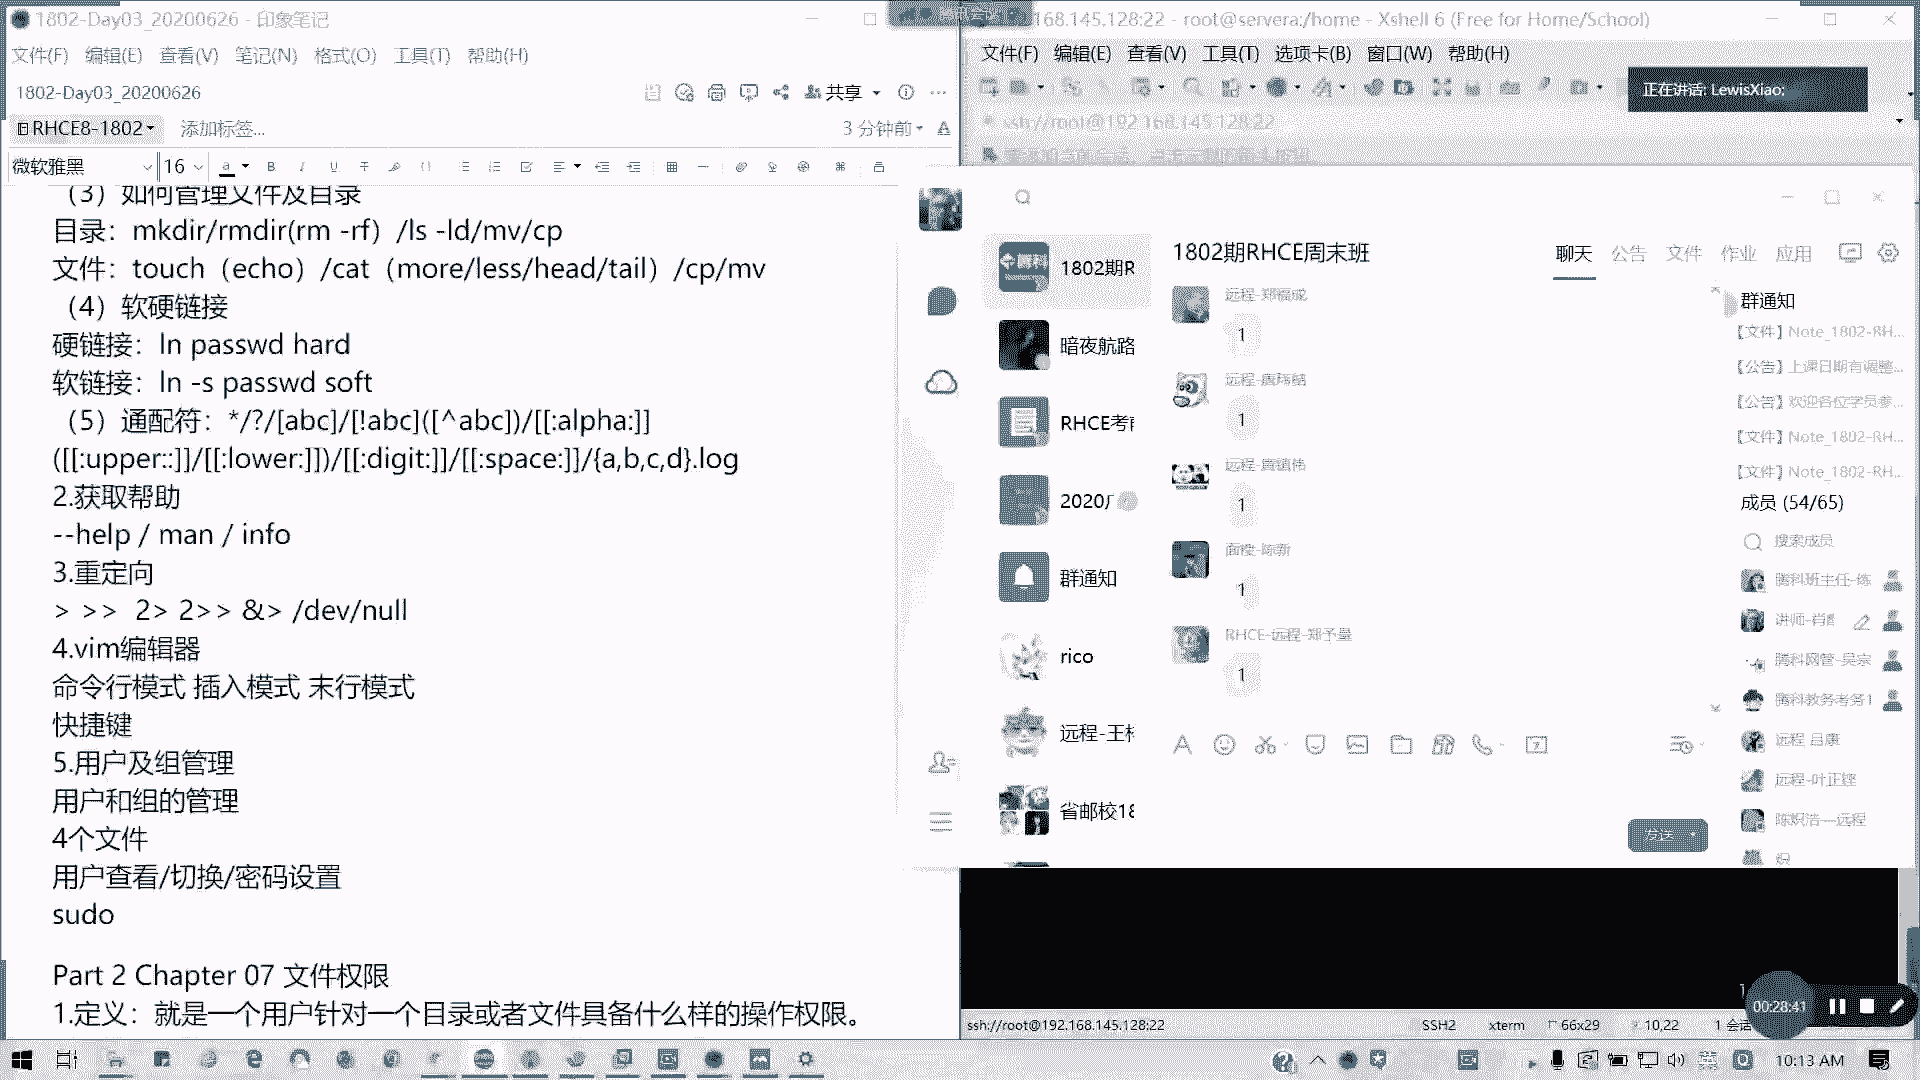 1802-Day03_20200626 - 印象笔记
文件(F) 编辑(E) 查看(V) 笔记(N) 格式(O) 工具(T) 帮助(H)
1802-Day03_20200626
共享
RHCE8-1802
添加标签...
3 分钟前
微软雅黑
16
（3）如何管理文件及目录
目录：mkdir/rmdir(rm -rf）/ls -ld/mv/cp
文件：touch（echo）/cat（more/less/head/tail）/cp/mv
（4）软硬链接
硬链接：ln passwd hard
软链接：ln -s passwd soft
（5）通配符：*/?/[abc]/[!abc]([^abc])/[[:alpha:]]
([[:upper::]]/[[:lower:]])/[[:digit:]]/[[:space:]]/{a,b,c,d}.log
2.获取帮助
--help / man / info
3.重定向
> >> 2> 2>> &> /dev/null
4.vim编辑器
命令行模式 插入模式 末行模式
快捷键
5.用户及组管理
用户和组的管理
4个文件
用户查看/切换/密码设置
sudo
Part 2 Chapter 07 文件权限
1.定义：就是一个用户针对一个目录或者文件具备什么样的操作权限。
168.145.128:22 - root@servera:/home - Xshell 6 (Free for Home/School)
文件(F) 编辑(E) 查看(V) 工具(T) 选项卡(B) 窗口(W) 帮助(H)
正在讲话: LewisXiao;
ssh://root@192.168.145.128:22
1802期R
暗夜航路
RHCE考前
2020广
群通知
rico
远程-王
省邮校18
1802期RHCE周末班
聊天 公告 文件 作业 应用
远程-郑福成
1
1
1
1
RHCE-远程-郑予量
1
发送
群通知
【文件】Note_1802-RH...
【公告】上课日期有调整...
【公告】欢迎各位学员参...
【文件】Note_1802-RH...
【文件】Note_1802-RH...
成员 (54/65)
搜索成员
腾科班主任-练
讲师-肖
腾科网管-吴宗
腾科教务考务1
远程 吕康
远程-叶正铿
陈炽浩—远程
00:28:41
ssh://root@192.168.145.128:22
SSH2 xterm 66x29 10,22 1 会话
10:13 AM